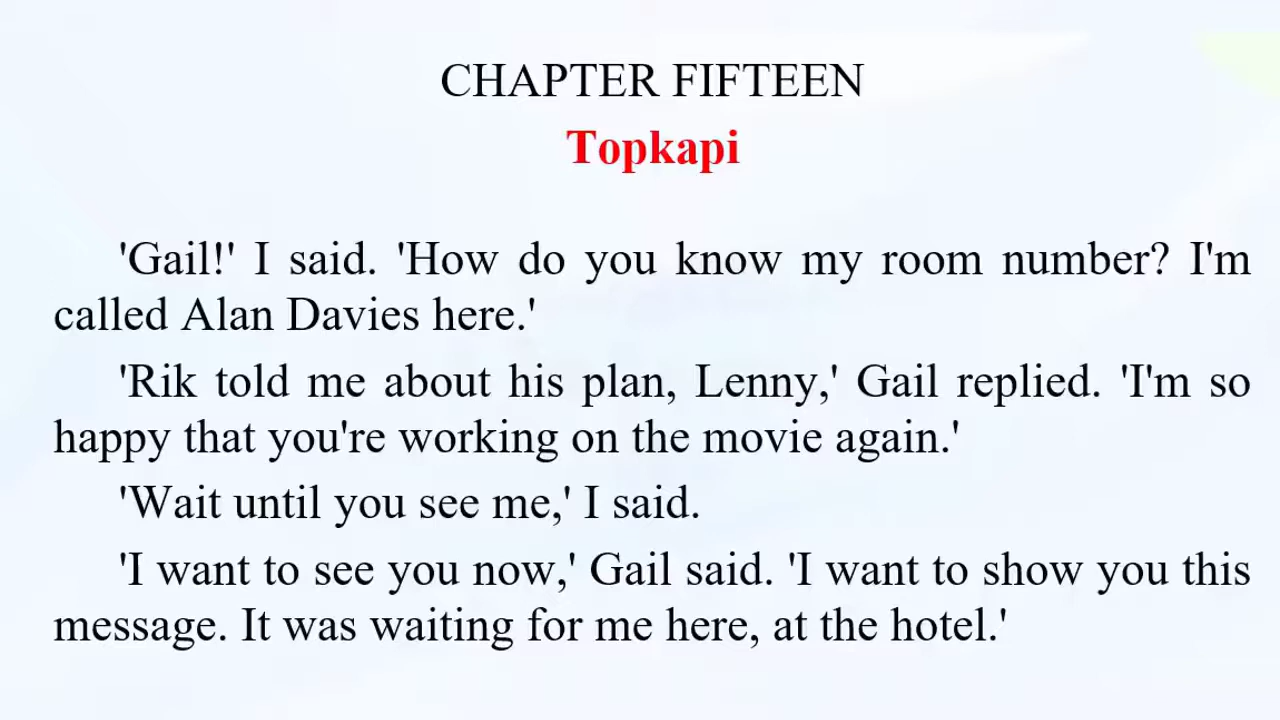 CHAPTER FIFTEEN
Topkapi
'Gail!' I said. 'How do you know my room number? I'm
called Alan Davies here.'
'Rik told me about his plan, Lenny,' Gail replied. 'I'm so
happy that you're working on the movie again.'
'Wait until you see me,' I said.
'I want to see you now,' Gail said. 'I want to show you this
message. It was waiting for me here, at the hotel.'